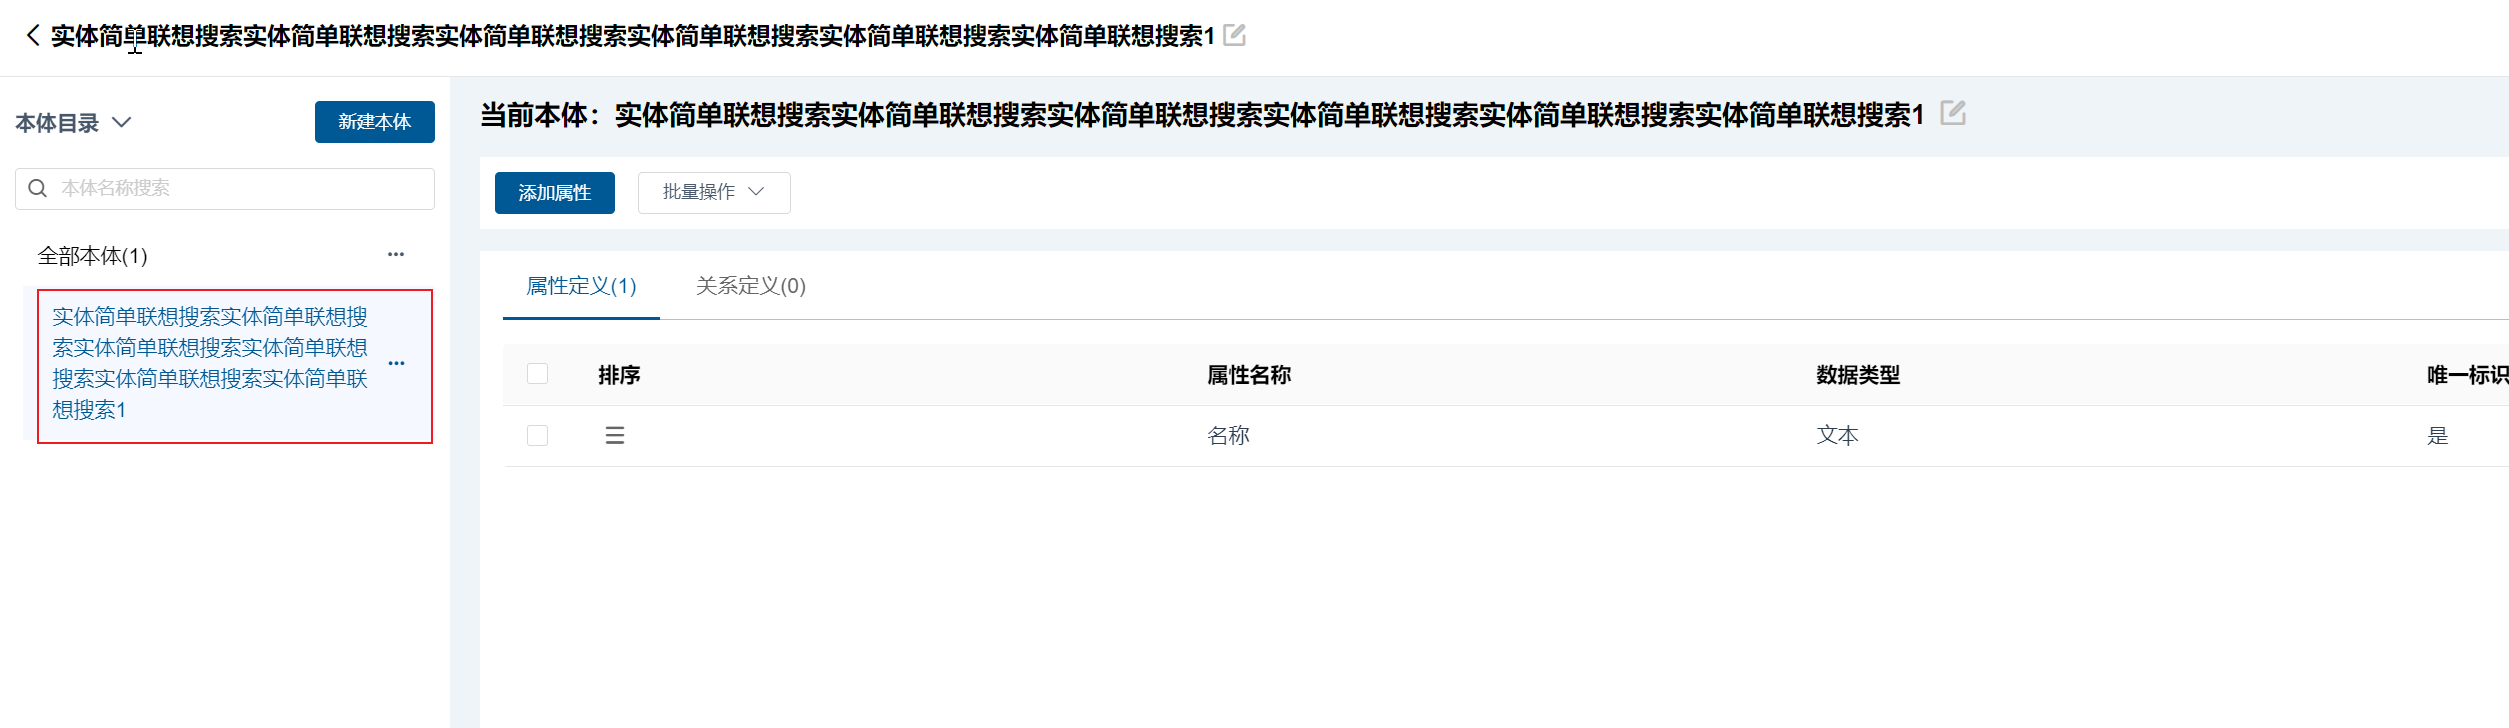 实体简单联想搜索实体简单联想搜索实体简单联想搜索实体简单联想搜索实体简单联想搜索实体简单联想搜索1
本体目录
新建本体
本体名称搜索
全部本体(1)
...
实体简单联想搜索实体简单联想搜
索实体简单联想搜索实体简单联想
搜索实体简单联想搜索实体简单联
想搜索1
...
当前本体：实体简单联想搜索实体简单联想搜索实体简单联想搜索实体简单联想搜索实体简单联想搜索实体简单联想搜索1
添加属性
批量操作
属性定义(1)
关系定义(0)
排序 属性名称 数据类型 唯一标识
名称 文本 是